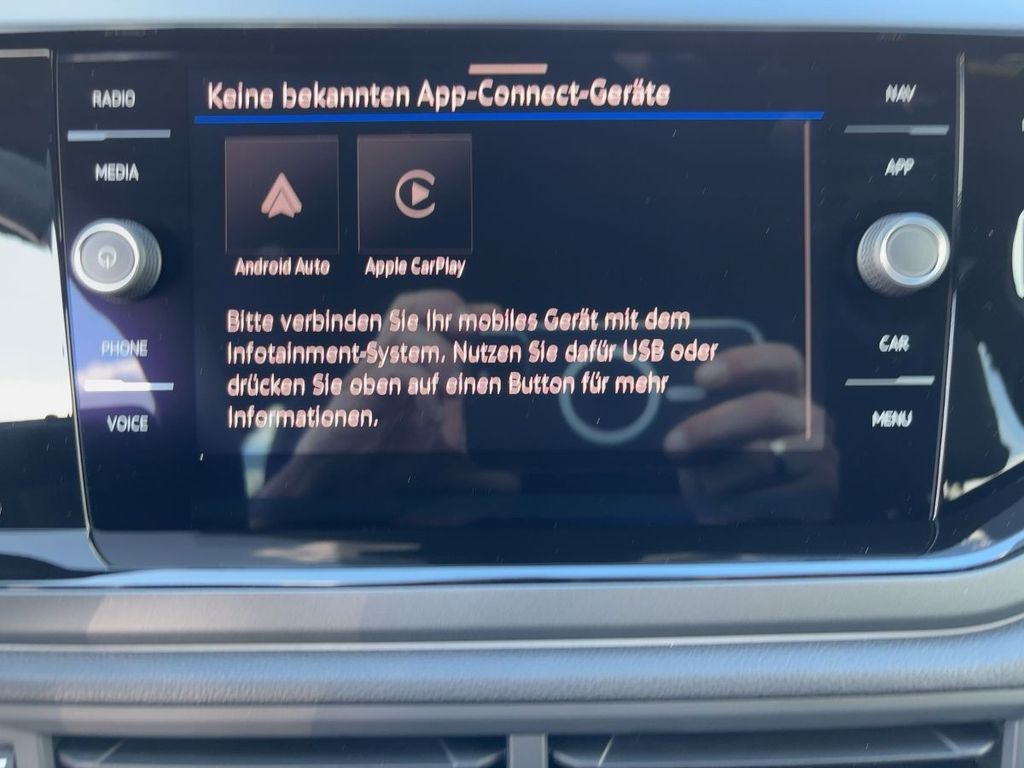 RADIO
MEDIA
PHONE
VOICE
Keine bekannten App-Connect-Geräte
Android Auto
Apple CarPlay
Bitte verbinden Sie Ihr mobiles Gerät mit dem
Infotainment-System. Nutzen Sie dafür USB oder
drücken Sie oben auf einen Button für mehr
Informationen.
NAV
APP
CAR
MENU